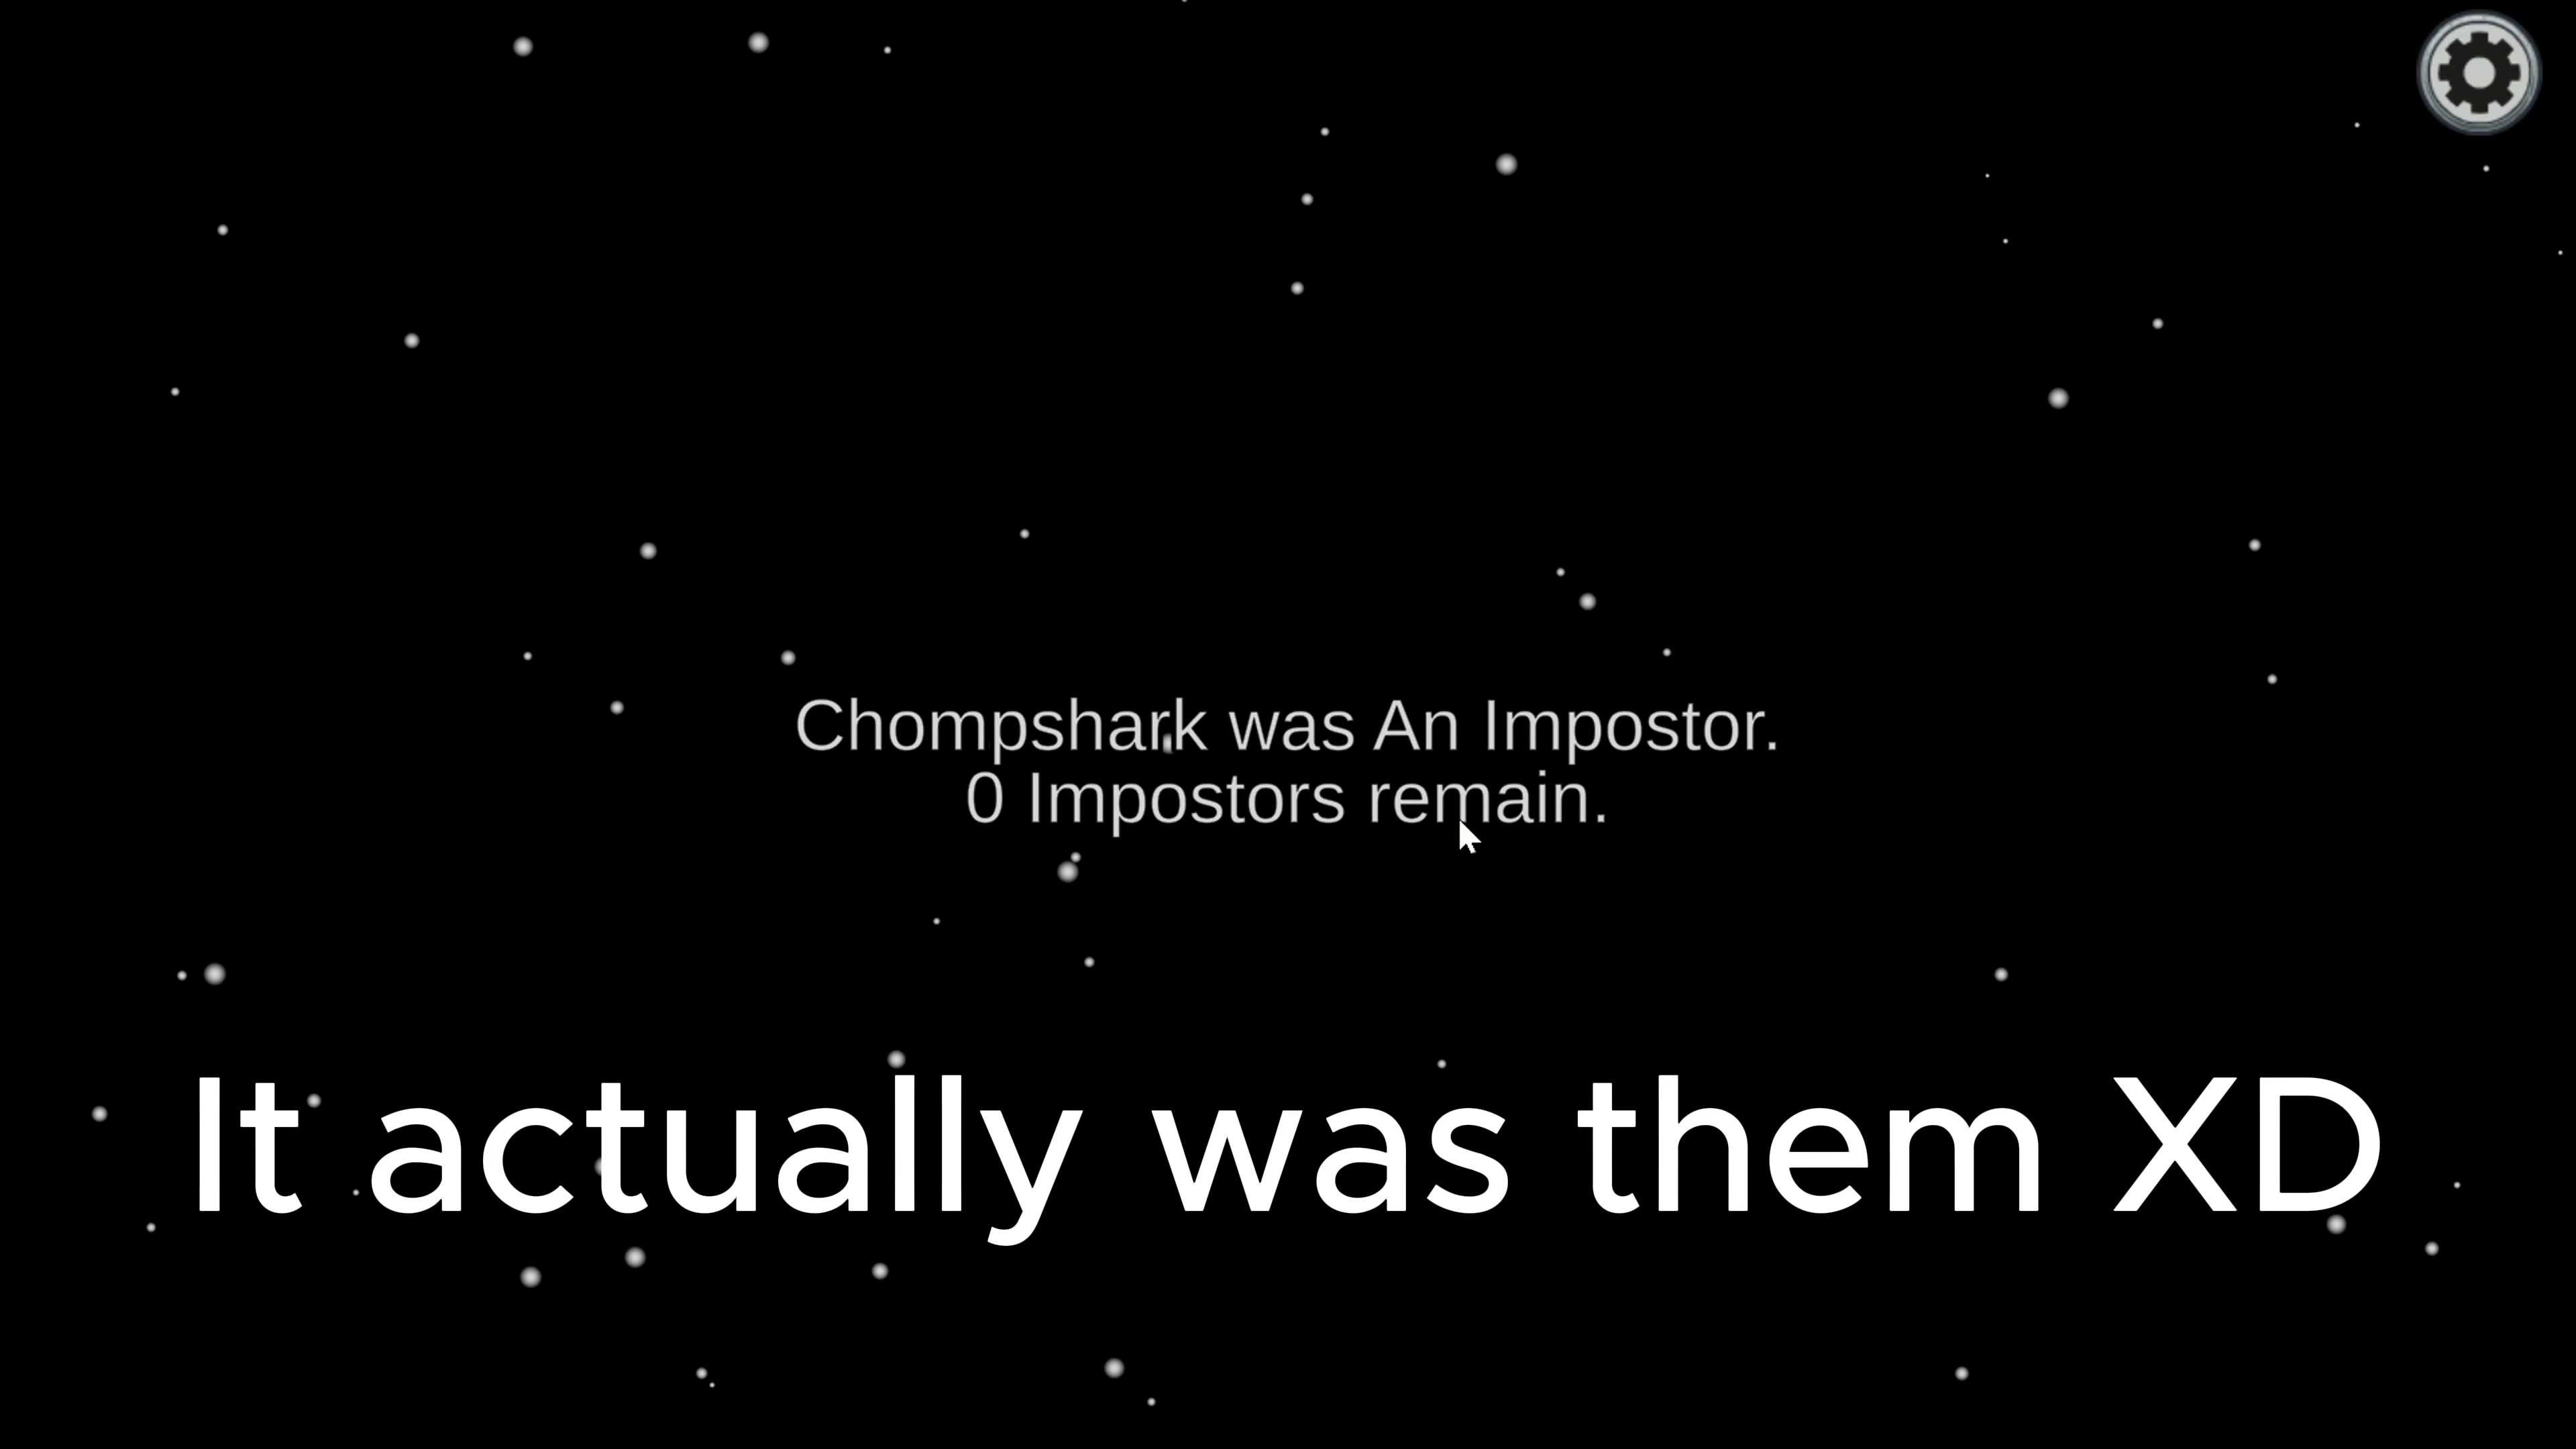 Chompshark was An Impostor.
0 Impostors remain.
It actually was them XD